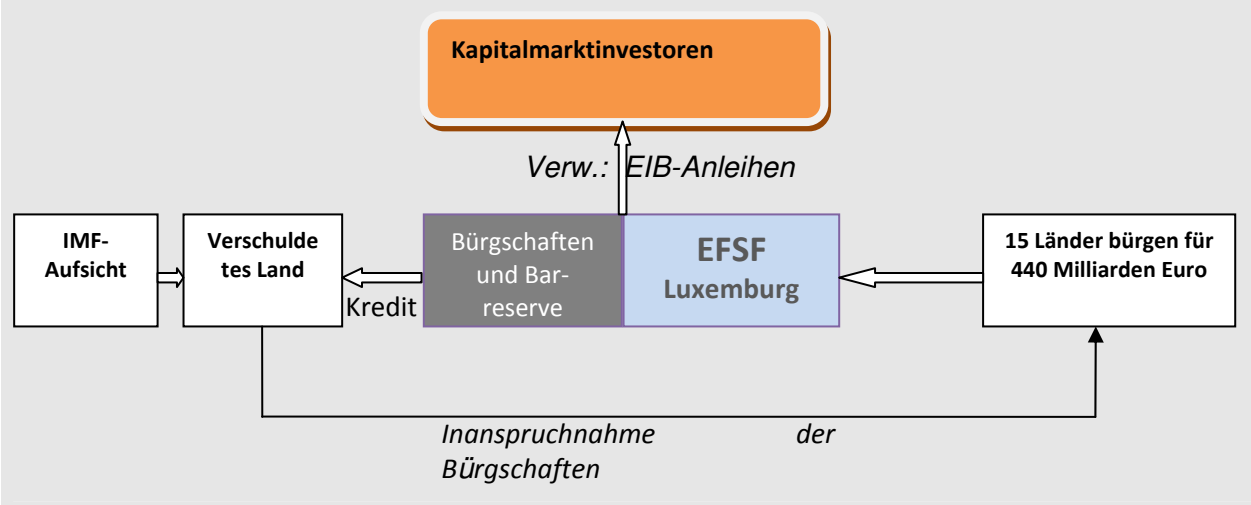 Kapitalmarktinvestoren
Verw.: EIB-Anleihen
IMF-
Aufsicht
Verschulde
tes Land
Kredit
Bürgschaften
und Bar-
reserve
EFSF
Luxemburg
15 Länder bürgen für
440 Milliarden Euro
Inanspruchnahme der
Bürgschaften